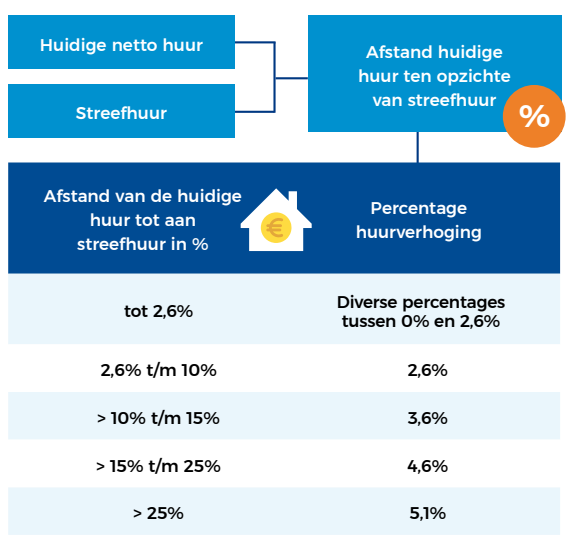 Huidige netto huur
Streefhuur
Afstand huidige
huur ten opzichte
van streefhuur
%
Afstand van de huidige
huur tot aan
streefhuur in %
€
Percentage
huurverhoging
tot 2,6%
Diverse percentages
tussen 0% en 2,6%
2,6% t/m 10%
2,6%
> 10% t/m 15%
3,6%
> 15% t/m 25%
4,6%
> 25%
5,1%